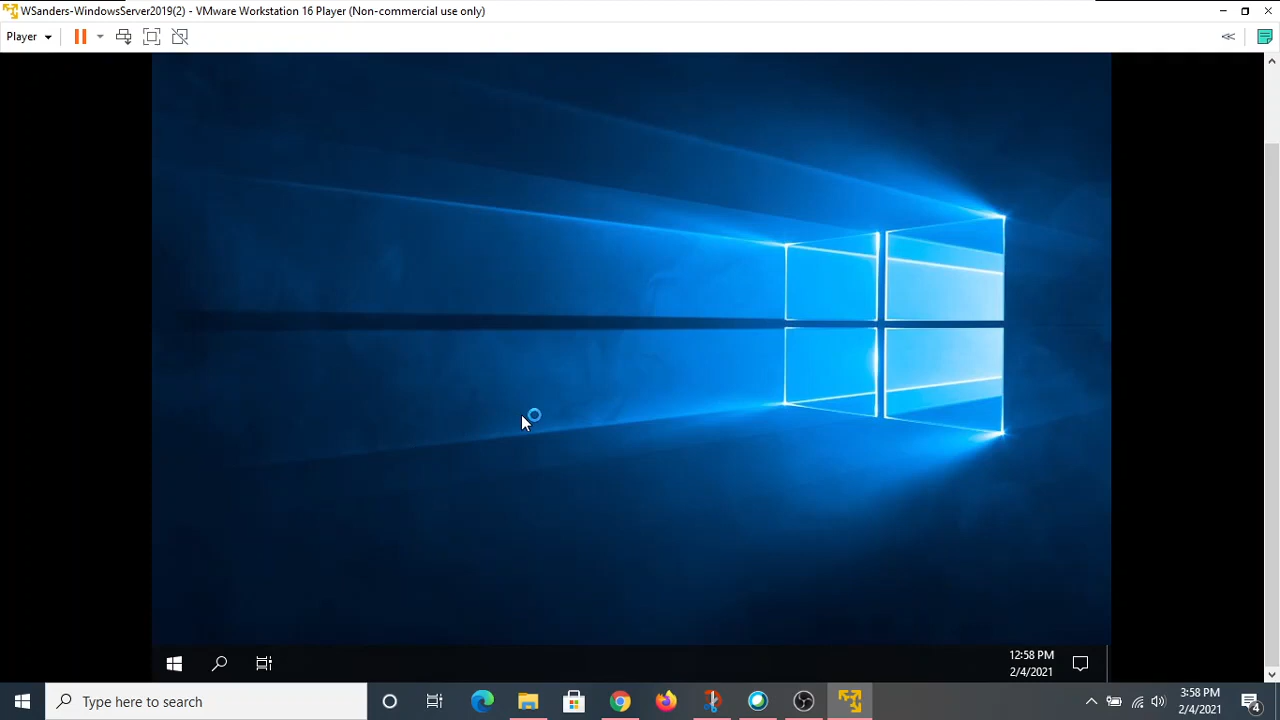 WSanders-WindowsServer2019(2) - VMware Workstation 16 Player (Non-commercial use only)
Player
12:58 PM
2/4/2021
Type here to search
3:58 PM
2/4/2021
4